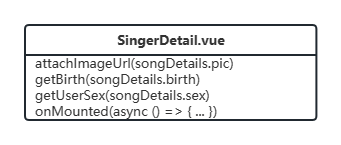 SingerDetail.vue
attachImageUrl(songDetails.pic)
getBirth(songDetails.birth)
getUserSex(songDetails.sex)
onMounted(async () => { ... })